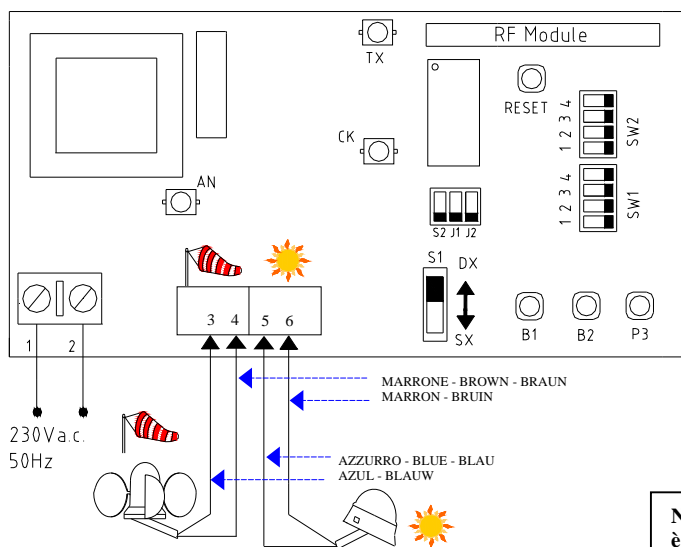 RF Module
TX
RESET
1 2 3 4
SW2
CK
AN
1 2 3 4
SW1
S2 J1 J2
S1
DX
SX
3 4 5 6
B1 B2 P3
1 2
MARRONE - BROWN - BRAUN
MARRON - BRUIN
230Va.c.
50Hz
AZZURRO - BLUE - BLAU
AZUL - BLAUW
è